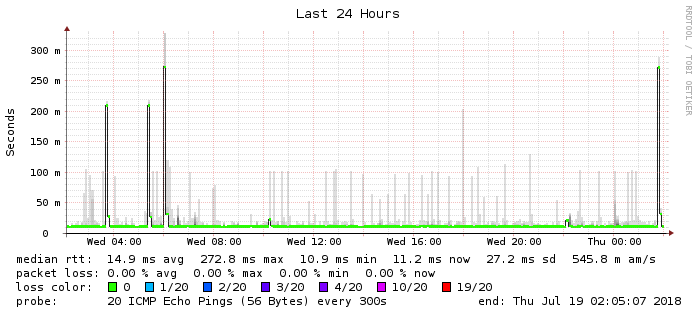 Last 24 Hours
RRDTOOL / TOBI OETIKER
Seconds
300 m
250 m
200 m
150 m
100 m
50 m
0
Wed 04:00 Wed 08:00 Wed 12:00 Wed 16:00 Wed 20:00 Thu 00:00
median rtt: 14.9 ms avg 272.8 ms max 10.9 ms min 11.2 ms now 27.2 ms sd 545.8 m am/s
packet loss: 0.00 % avg 0.00 % max 0.00 % min 0.00 % now
loss color: 0 1/20 2/20 3/20 4/20 10/20 19/20
probe: 20 ICMP Echo Pings (56 Bytes) every 300s end: Thu Jul 19 02:05:07 2018